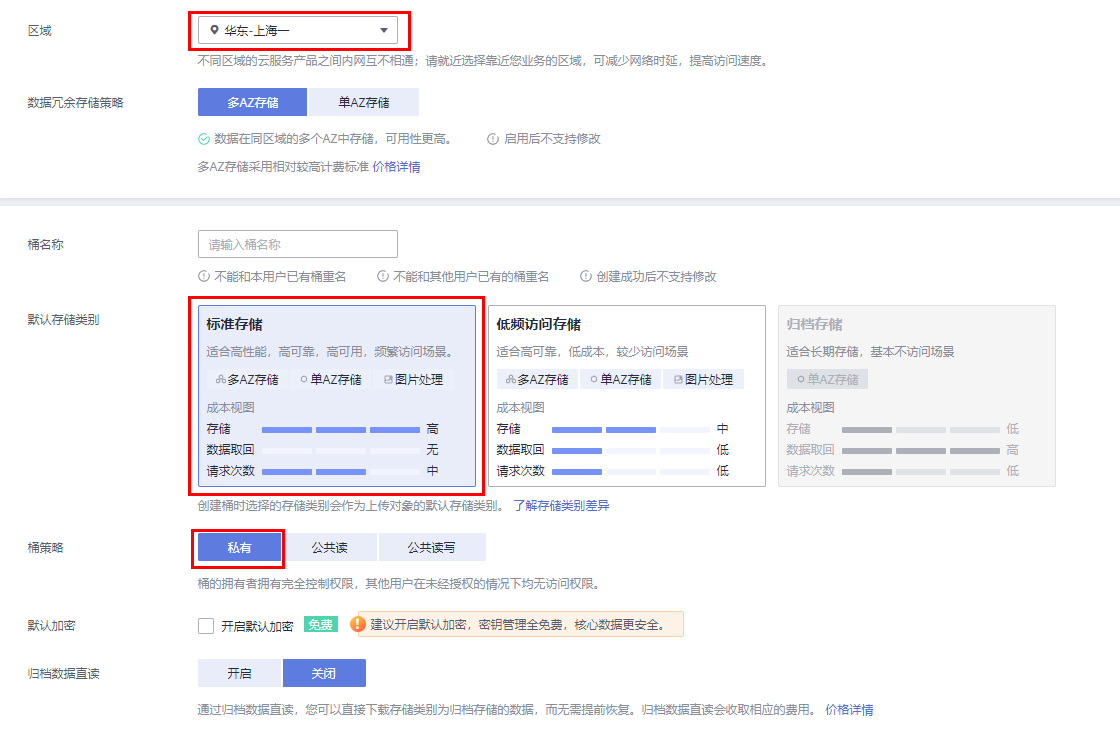 区域
华东-上海一
不同区域的云服务产品之间内网互不相通；请就近选择靠近您业务的区域，可减少网络时延，提高访问速度。
数据冗余存储策略
多AZ存储 单AZ存储
数据在同区域的多个AZ中存储，可用性更高。 启用后不支持修改
多AZ存储采用相对较高计费标准 价格详情
桶名称
请输入桶名称
不能和本用户已有桶重名 不能和其他用户已有的桶重名 创建成功后不支持修改
默认存储类别
标准存储
适合高性能，高可靠，高可用，频繁访问场景。
多AZ存储 单AZ存储 图片处理
成本视图
存储 高
数据取回 无
请求次数 中
低频访问存储
适合高可靠，低成本，较少访问场景
多AZ存储 单AZ存储 图片处理
成本视图
存储 中
数据取回 低
请求次数 低
归档存储
适合长期存储，基本不访问场景
单AZ存储
成本视图
存储 低
数据取回 高
请求次数 低
创建桶时选择的存储类别会作为上传对象的默认存储类别。 了解存储类别差异
桶策略
私有 公共读 公共读写
桶的拥有者拥有完全控制权限，其他用户在未经授权的情况下均无访问权限。
默认加密
开启默认加密 免费 建议开启默认加密，密钥管理全免费，核心数据更安全。
归档数据直读
开启 关闭
通过归档数据直读，您可以直接下载存储类别为归档存储的数据，而无需提前恢复。归档数据直读会收取相应的费用。 价格详情